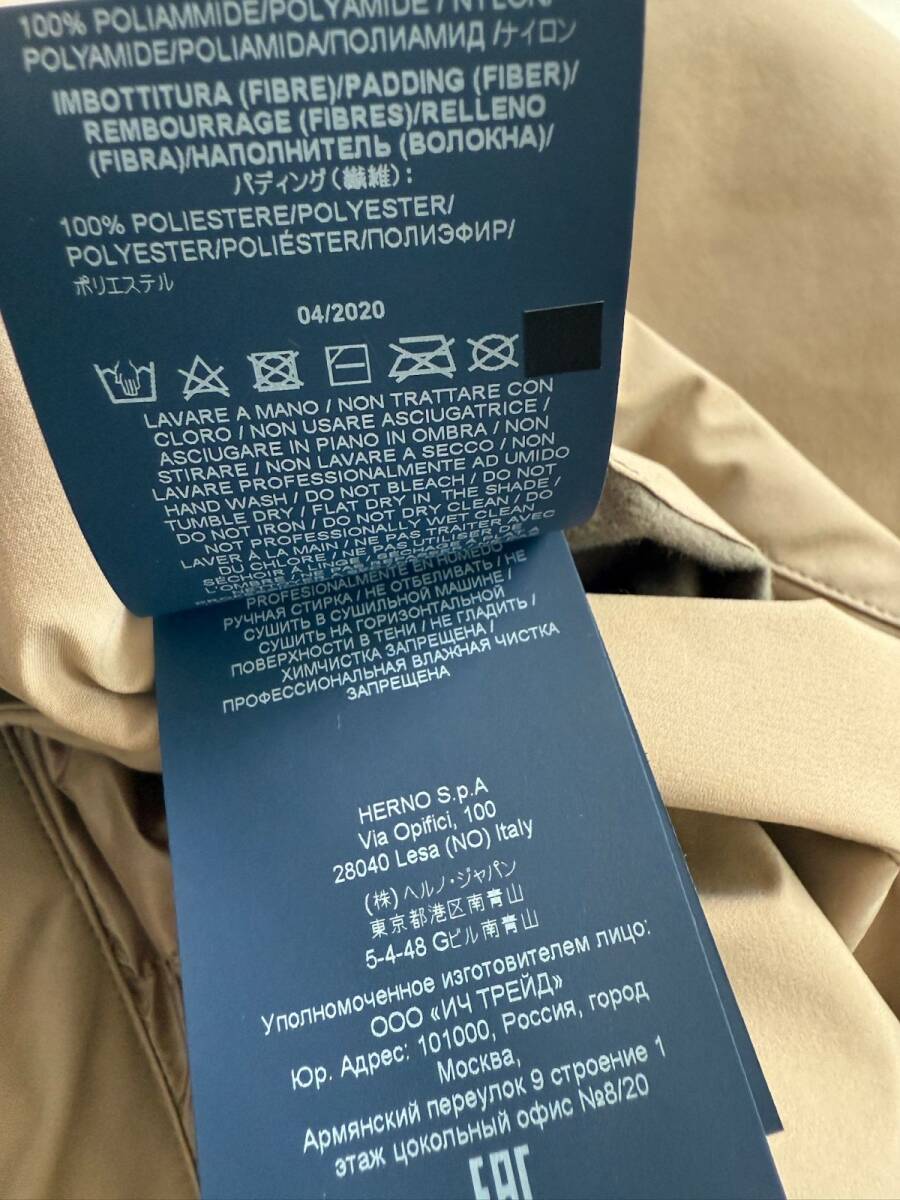 100% POLIAMMIDE/POLYAMIDE / NYLON/
POLYAMIDE/POLIAMIDA/ПОЛИАМИД /ナイロン
IMBOTTITURA (FIBRE)/PADDING (FIBER)/
REMBOURRAGE (FIBRES)/RELLENO
(FIBRA)/НАПОЛНИТЕЛЬ (ВОЛОКНА)/
パディング(繊維):
100% POLIESTERE/POLYESTER/
POLYESTER/POLIÉSTER/ПОЛИЭФИР/
ポリエステル
04/2020
LAVARE A MANO / NON TRATTARE CON
CLORO / NON USARE ASCIUGATRICE /
ASCIUGARE IN PIANO IN OMBRA / NON
STIRARE / NON LAVARE A SECCO / NON
LAVARE PROFESSIONALMENTE AD UMIDO
HAND WASH / DO NOT BLEACH / DO NOT
TUMBLE DRY / FLAT DRY IN THE SHADE /
DO NOT IRON / DO NOT DRY CLEAN / DO
NOT PROFESSIONALLY WET CLEAN
LAVER À LA MAIN / NE PAS TRAITER AVEC
DU CHLORE / NE PAS UTILISER DE
PROFESIONALMENTE EN HÚMEDO
РУЧНАЯ СТИРКА / НЕ ОТБЕЛИВАТЬ / НЕ
СУШИТЬ В СУШИЛЬНОЙ МАШИНЕ /
СУШИТЬ НА ГОРИЗОНТАЛЬНОЙ
ПОВЕРХНОСТИ В ТЕНИ / НЕ ГЛАДИТЬ /
ХИМЧИСТКА ЗАПРЕЩЕНА /
ПРОФЕССИОНАЛЬНАЯ ВЛАЖНАЯ ЧИСТКА
ЗАПРЕЩЕНА
HERNO S.p.A
Via Opifici, 100
28040 Lesa (NO) Italy
(株) ヘルノ・ジャパン
東京都港区南青山
5-4-48 Gビル南青山
Уполномоченное изготовителем лицо:
ООО «ИЧ ТРЕЙД»
Юр. Адрес: 101000, Россия, город
Москва,
Армянский переулок 9 строение 1
этаж цокольный офис №8/20
EAC